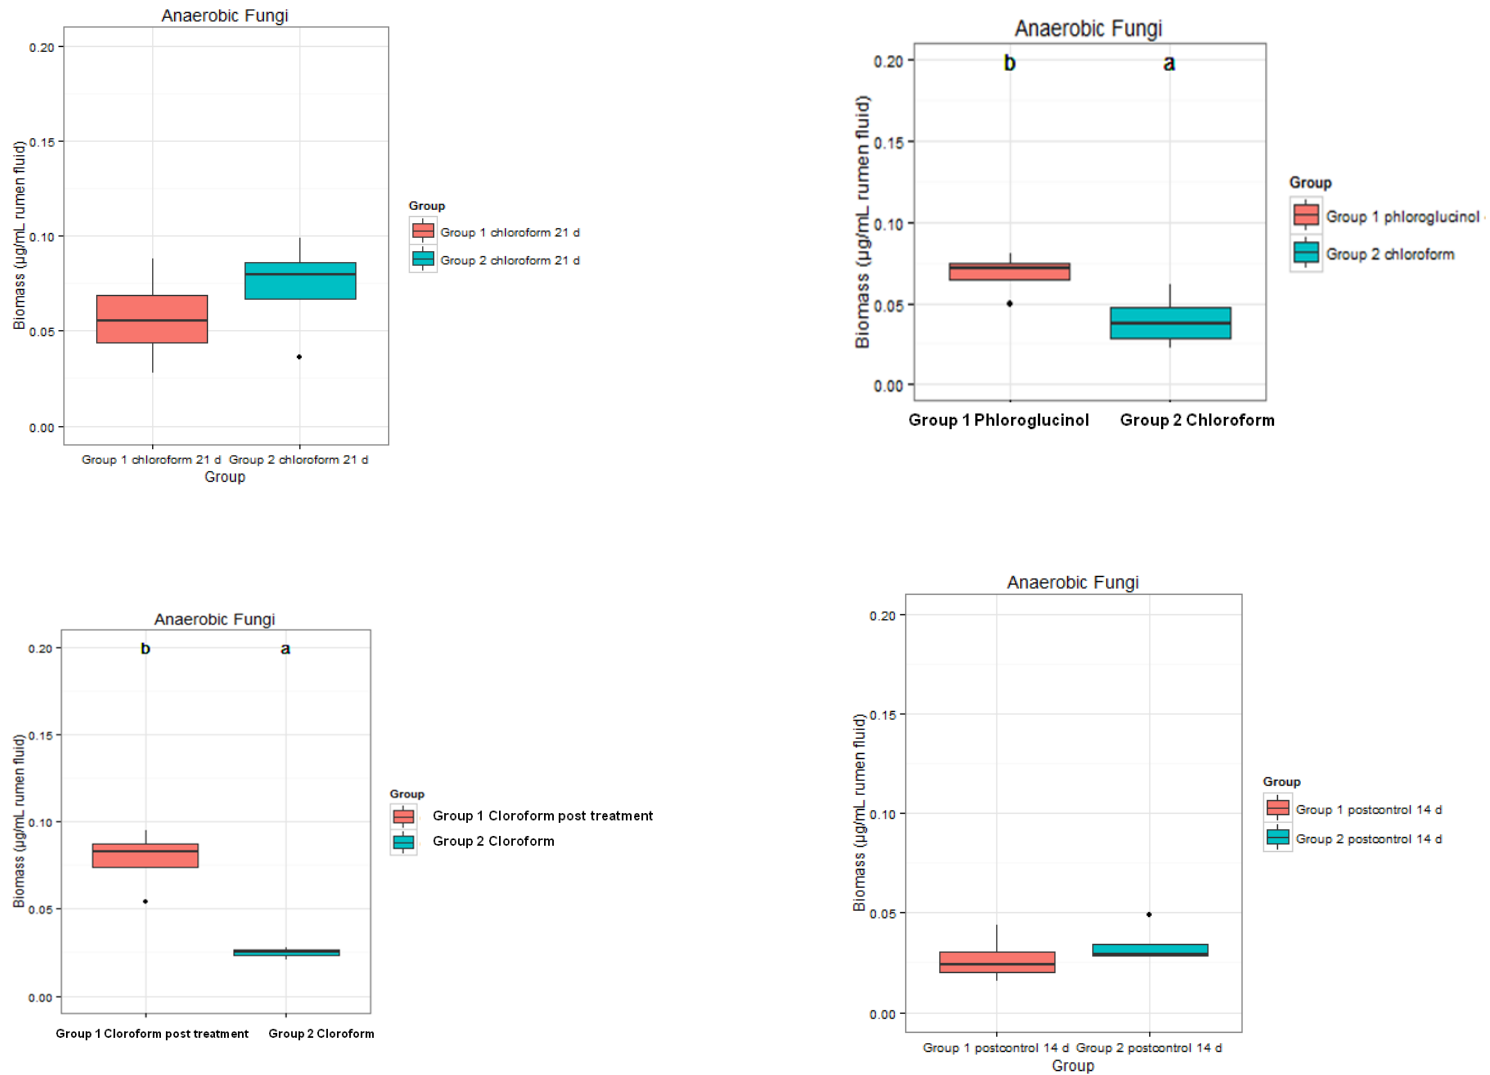 Anaerobic Fungi
0.20
0.15
0.10
0.05
0.00
Biomass (µg/mL rumen fluid)
Group 1 chloroform 21 d
Group 2 chloroform 21 d
Group
Group
Group 1 chloroform 21 d
Group 2 chloroform 21 d
Anaerobic Fungi
b
a
0.20
0.15
0.10
0.05
0.00
Biomass (µg/mL rumen fluid)
Group 1 Phloroglucinol
Group 2 Chloroform
Group
Group 1 phloroglucinol
Group 2 chloroform
Anaerobic Fungi
b
a
0.20
0.15
0.10
0.05
0.00
Biomass (µg/mL rumen fluid)
Group 1 Cloroform post treatment
Group 2 Cloroform
Group
Group 1 Cloroform post treatment
Group 2 Cloroform
Anaerobic Fungi
0.20
0.15
0.10
0.05
0.00
Biomass (µg/mL rumen fluid)
Group 1 postcontrol 14 d
Group 2 postcontrol 14 d
Group
Group
Group 1 postcontrol 14 d
Group 2 postcontrol 14 d